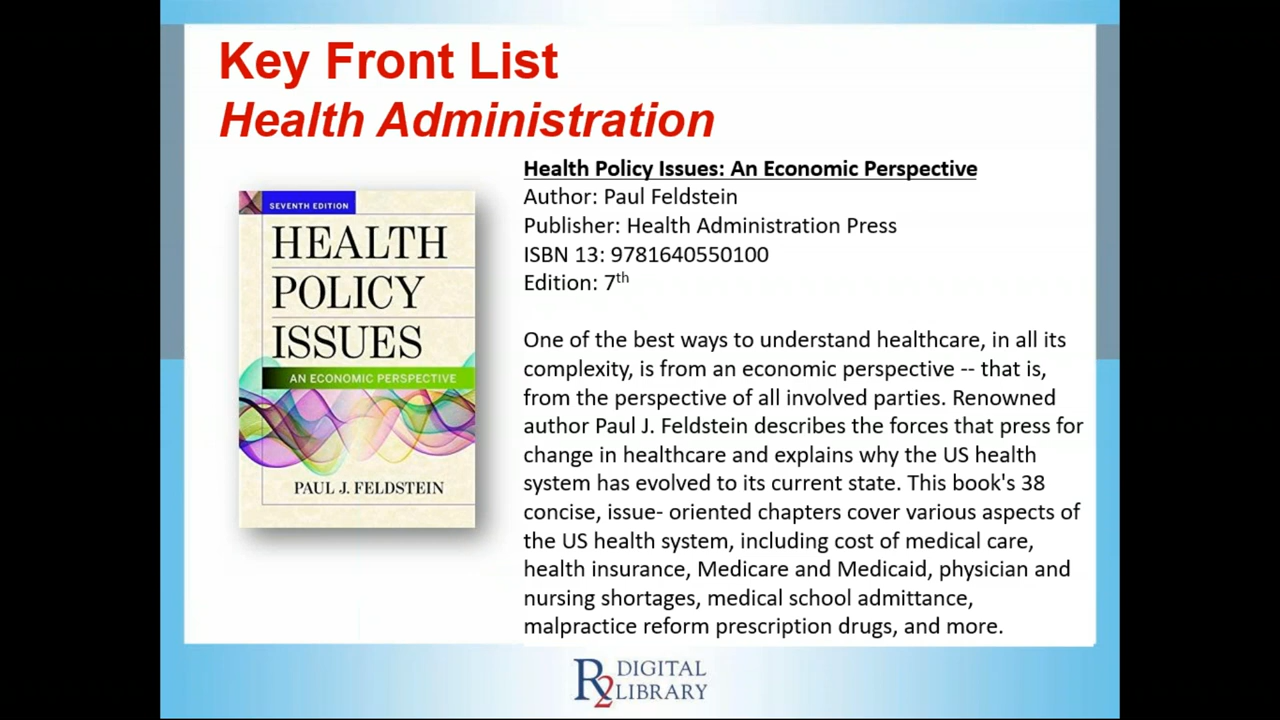 Key Front List
Health Administration
SEVENTH EDITION
HEALTH
POLICY
ISSUES
AN ECONOMIC PERSPECTIVE
PAUL J. FELDSTEIN
Health Policy Issues: An Economic Perspective
Author: Paul Feldstein
Publisher: Health Administration Press
ISBN 13: 9781640550100
Edition: 7th
One of the best ways to understand healthcare, in all its
complexity, is from an economic perspective -- that is,
from the perspective of all involved parties. Renowned
author Paul J. Feldstein describes the forces that press for
change in healthcare and explains why the US health
system has evolved to its current state. This book's 38
concise, issue- oriented chapters cover various aspects of
the US health system, including cost of medical care,
health insurance, Medicare and Medicaid, physician and
nursing shortages, medical school admittance,
malpractice reform prescription drugs, and more.
R2 DIGITAL
LIBRARY